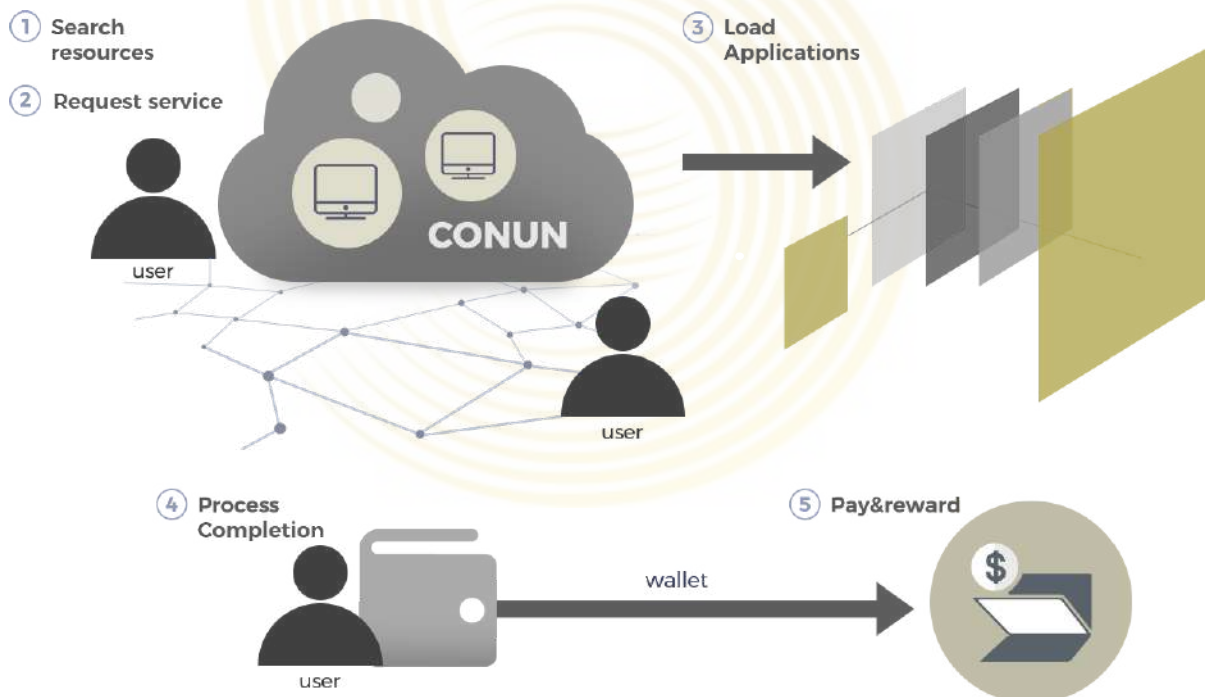 1 Search
resources
2 Request service
3 Load
Applications
CONUN
user
user
4 Process
Completion
5 Pay&reward
wallet
$
user